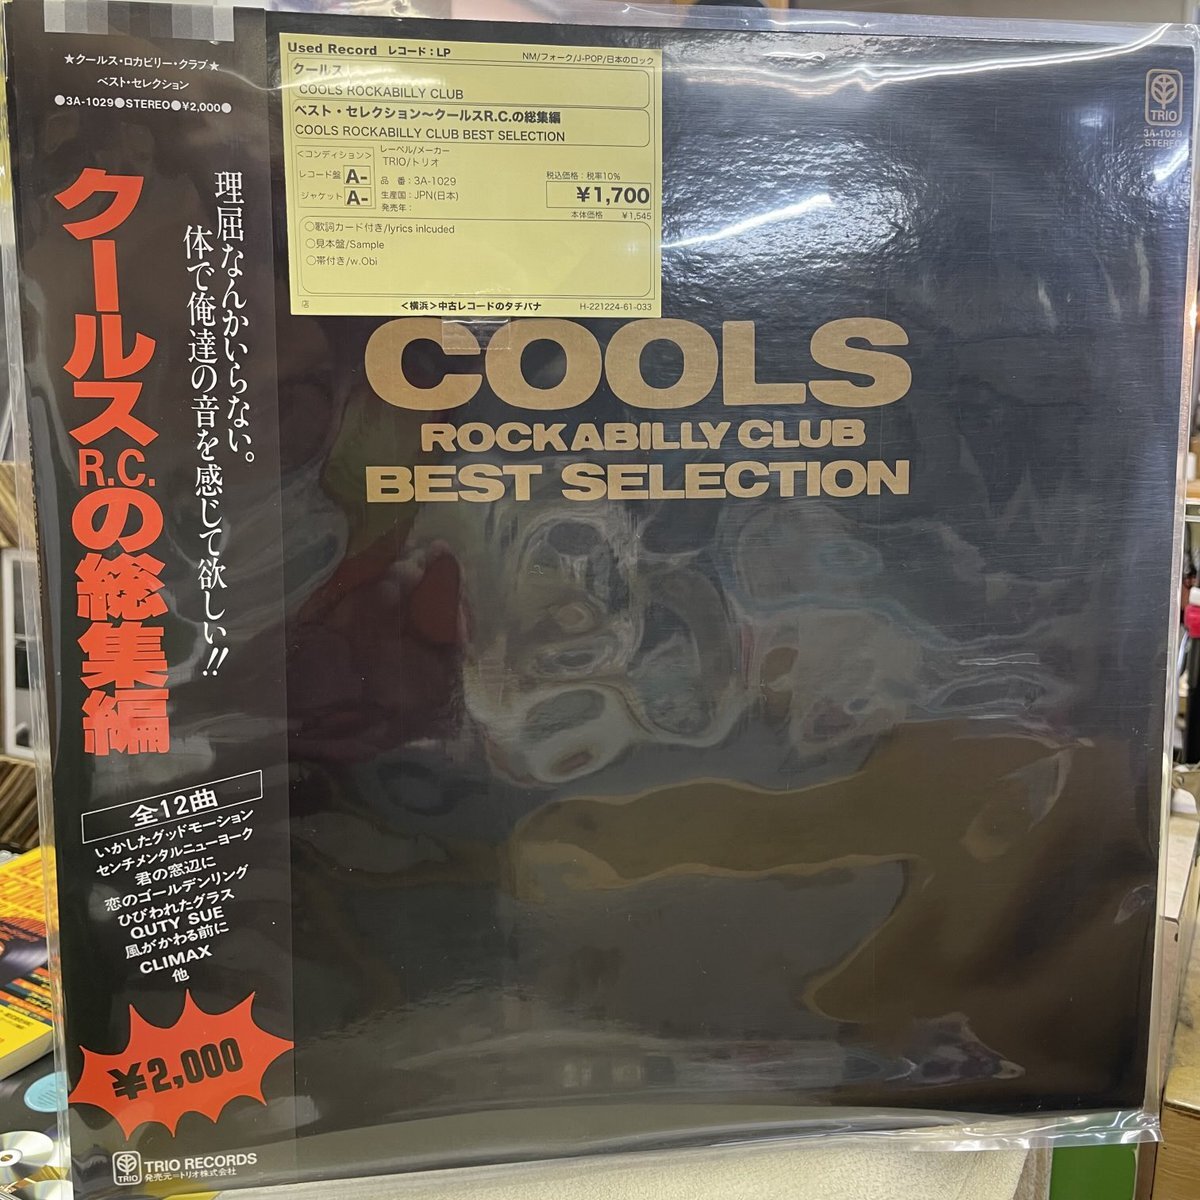 ★クールス・ロカビリー・クラブ★
ベスト・セレクション
●3A-1029●STEREO●¥2,000●
理屈なんかいらない。
体で俺達の音を感じて欲しい!!
クールスR.C.の総集編
全12曲
いかしたグッドモーション
センチメンタルニューヨーク
君の窓辺に
恋のゴールデンリング
ひびわれたグラス
QUTY SUE
風がかわる前に
CLIMAX
他
¥2,000
TRIO
TRIO RECORDS
発売元=トリオ株式会社
Used Record レコード:LP
NM/フォーク/J-POP/日本のロック
クールス
COOLS ROCKABILLY CLUB
ベスト・セレクション～クールスR.C.の総集編
COOLS ROCKABILLY CLUB BEST SELECTION
<コンディション>
レコード盤 A-
ジャケット A-
レーベル/メーカー
TRIO/トリオ
品 番:3A-1029
生産国:JPN(日本)
発売年:
税込価格:税率10%
¥1,700
本体価格 ¥1,545
○歌詞カード付き/lyrics inlcuded
○見本盤/Sample
○帯付き/w.Obi
<横浜>中古レコードのタチバナ
H-221224-61-033
TRIO
3A-1029
STEREO
COOLS
ROCKABILLY CLUB
BEST SELECTION